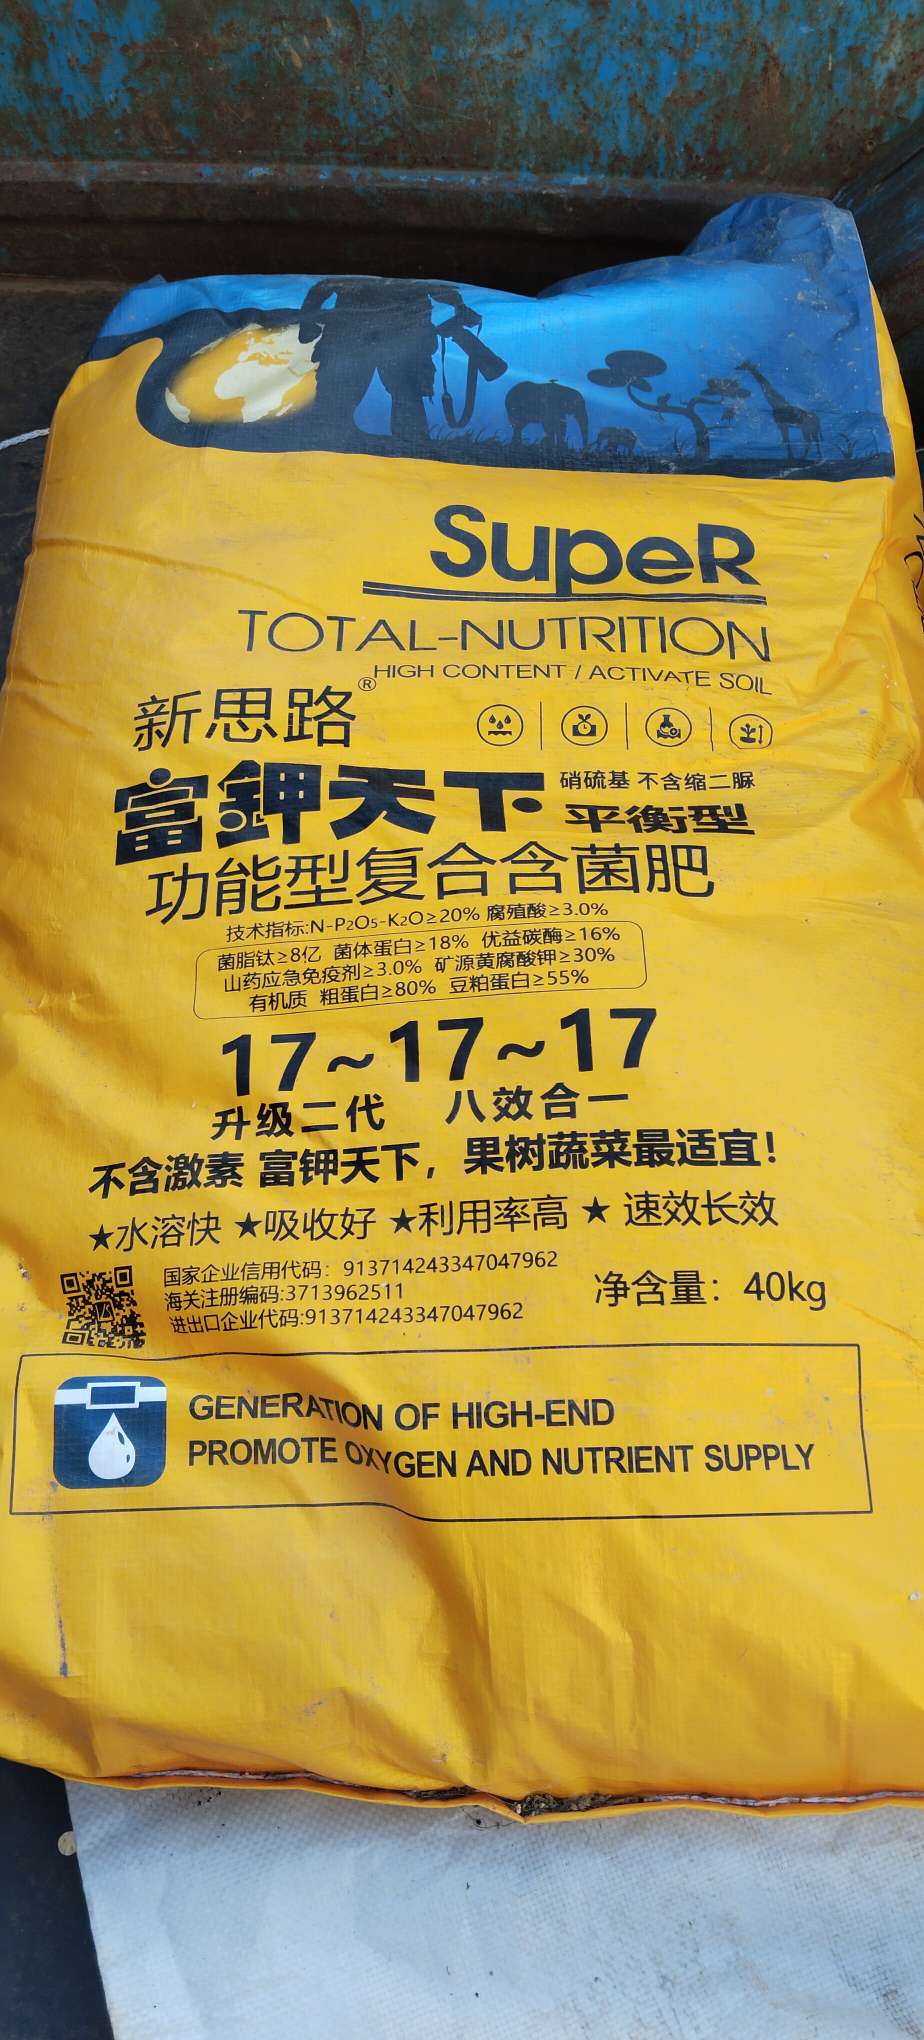 SupeR
TOTAL-NUTRITION
HIGH CONTENT / ACTIVATE SOIL
新思路®
富鉀天下 硝硫基 不含缩二脲
平衡型
功能型复合含菌肥
技术指标:N-P₂O₅-K₂O≥20% 腐殖酸≥3.0%
菌脂钛≥8亿 菌体蛋白≥18% 优益碳酶≥16%
山药应急免疫剂≥3.0% 矿源黄腐酸钾≥30%
有机质 粗蛋白≥80% 豆粕蛋白≥55%
17~17~17
升级二代 八效合一
不含激素 富钾天下，果树蔬菜最适宜！
★水溶快 ★吸收好 ★利用率高 ★ 速效长效
国家企业信用代码：913714243347047962
海关注册编码:3713962511
进出口企业代码:913714243347047962
净含量：40kg
GENERATION OF HIGH-END
PROMOTE OXYGEN AND NUTRIENT SUPPLY